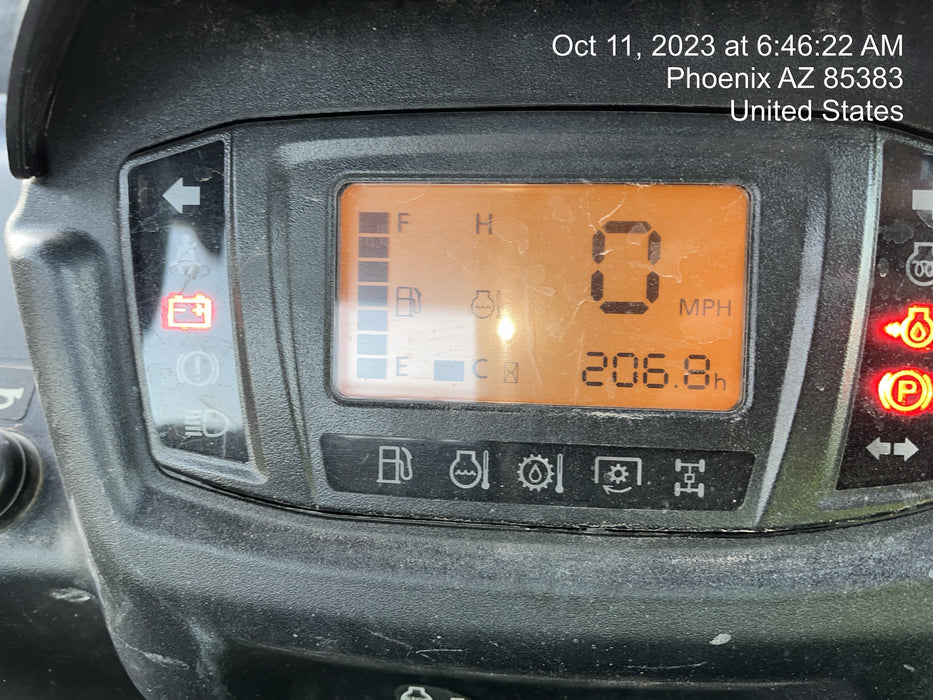 Oct 11, 2023 at 6:46:22 AM
Phoenix AZ 85383
United States
F H 0
MPH
E C 206.8h
P